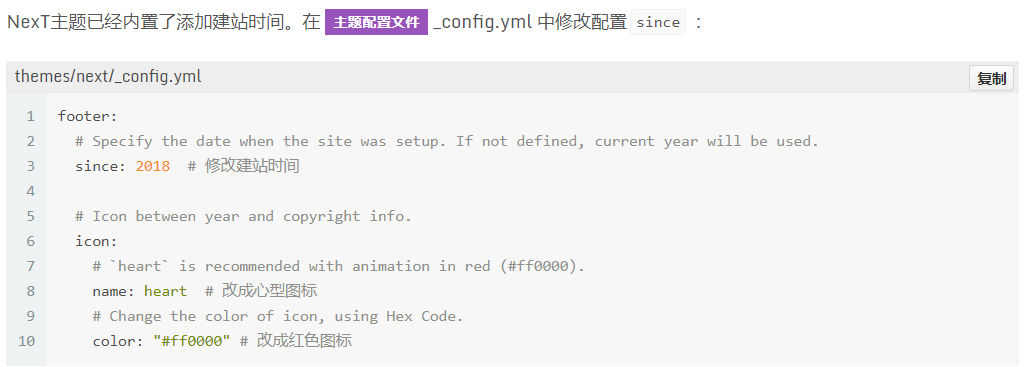 NexT主题已经内置了添加建站时间。在 主题配置文件 _config.yml 中修改配置 since ：
themes/next/_config.yml 复制
1 footer:
2 # Specify the date when the site was setup. If not defined, current year will be used.
3 since: 2018 # 修改建站时间
4
5 # Icon between year and copyright info.
6 icon:
7 # `heart` is recommended with animation in red (#ff0000).
8 name: heart # 改成心型图标
9 # Change the color of icon, using Hex Code.
10 color: "#ff0000" # 改成红色图标